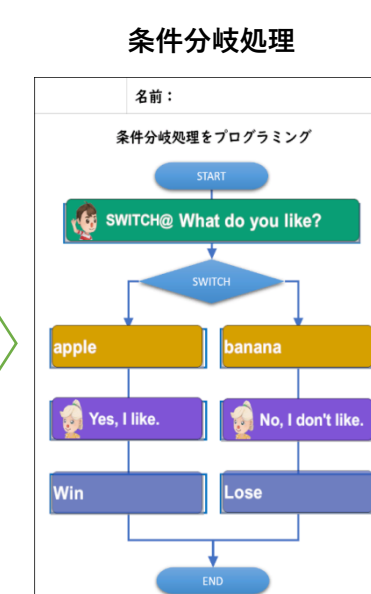 条件分岐処理
名前：
条件分岐処理をプログラミング
START
SWITCH@ What do you like?
SWITCH
apple
banana
Yes, I like.
No, I don't like.
Win
Lose
END